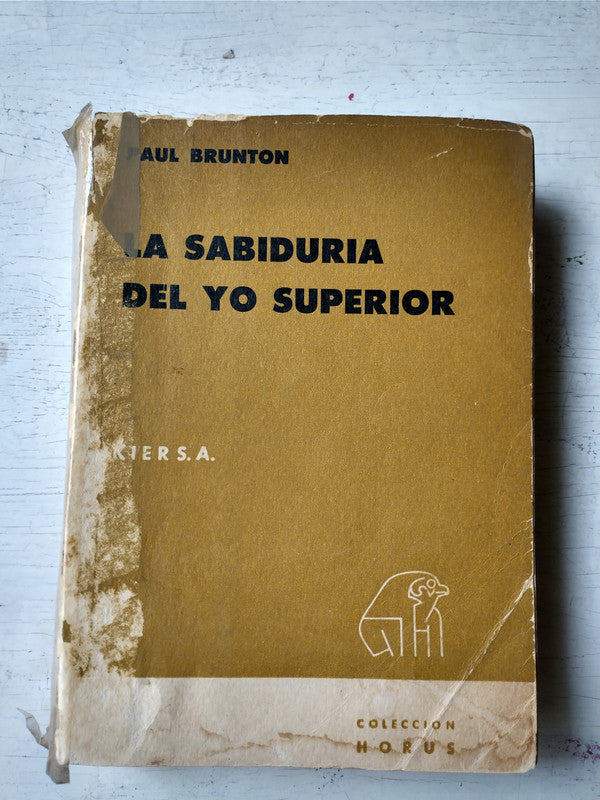 PAUL BRUNTON
LA SABIDURIA
DEL YO SUPERIOR
KIER S.A.
COLECCION
HORUS